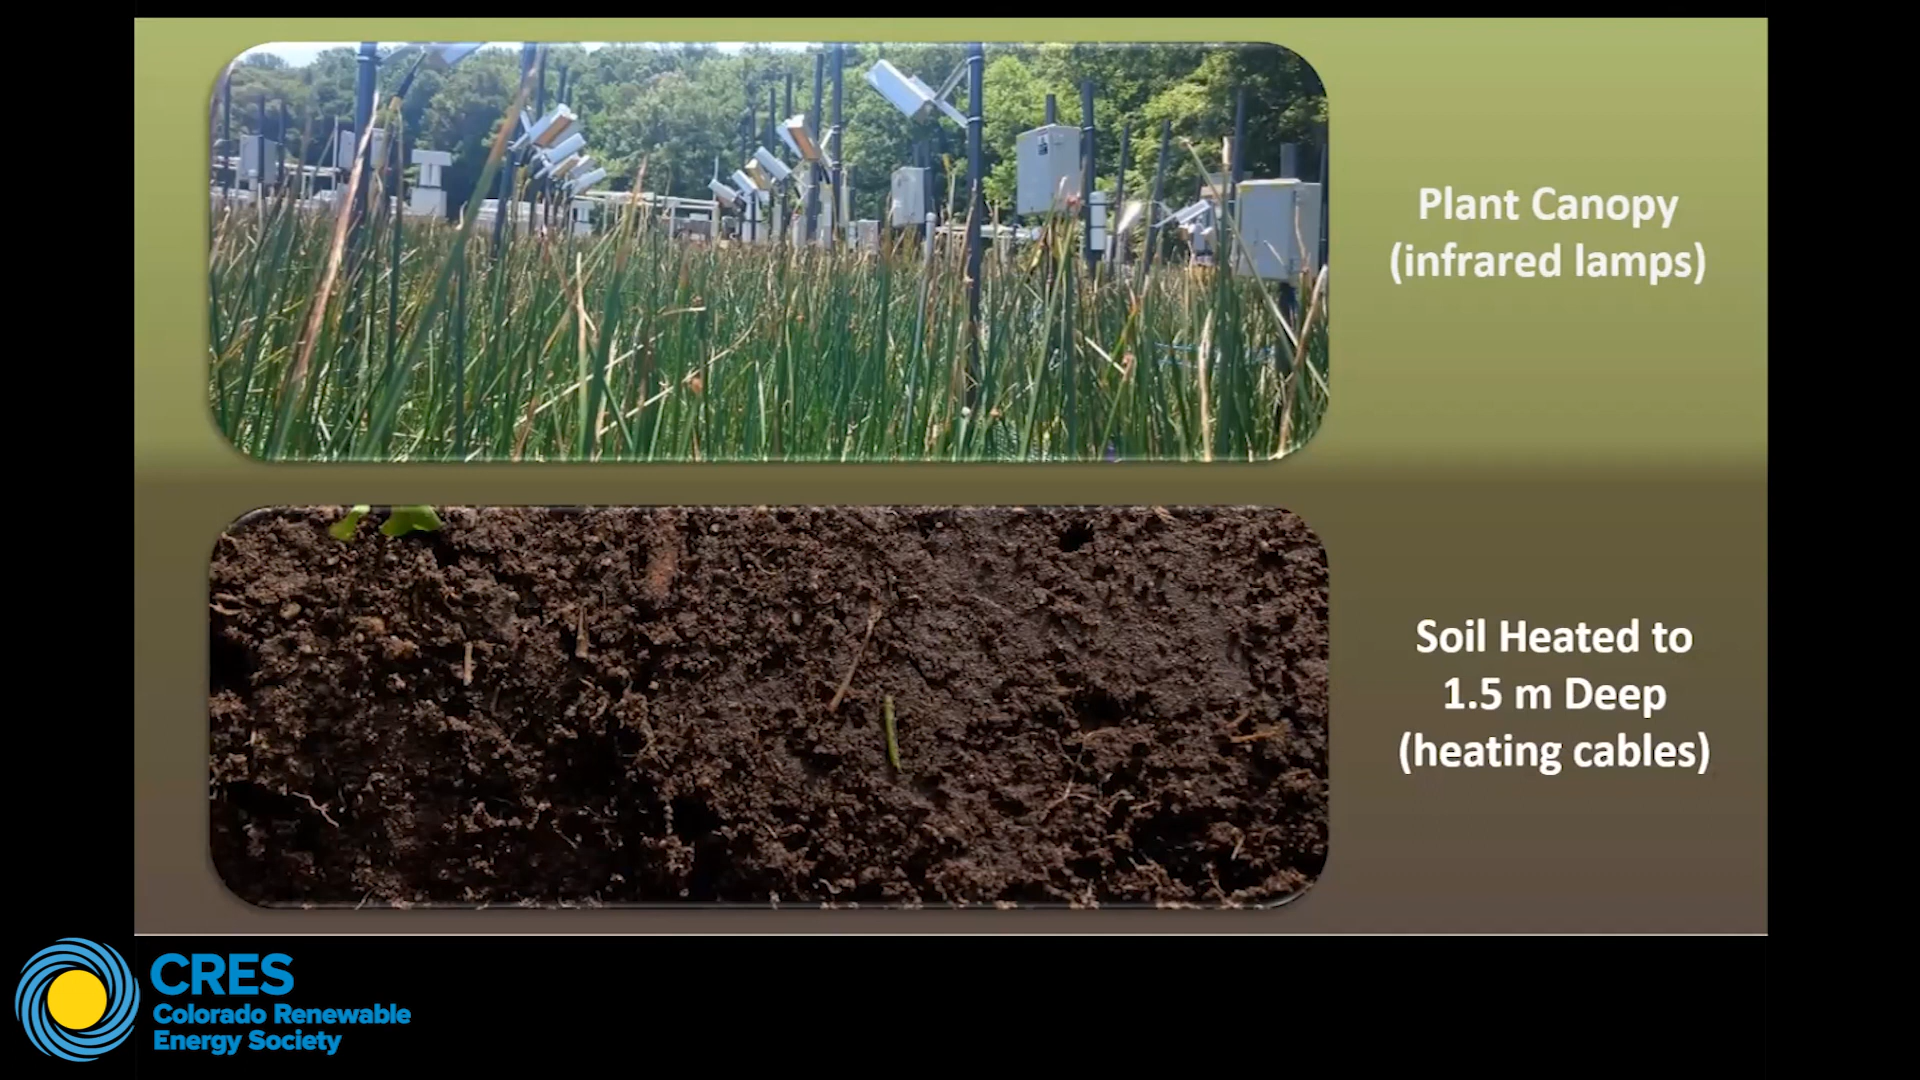 Plant Canopy
(infrared lamps)
Soil Heated to
1.5 m Deep
(heating cables)
CRES
Colorado Renewable
Energy Society